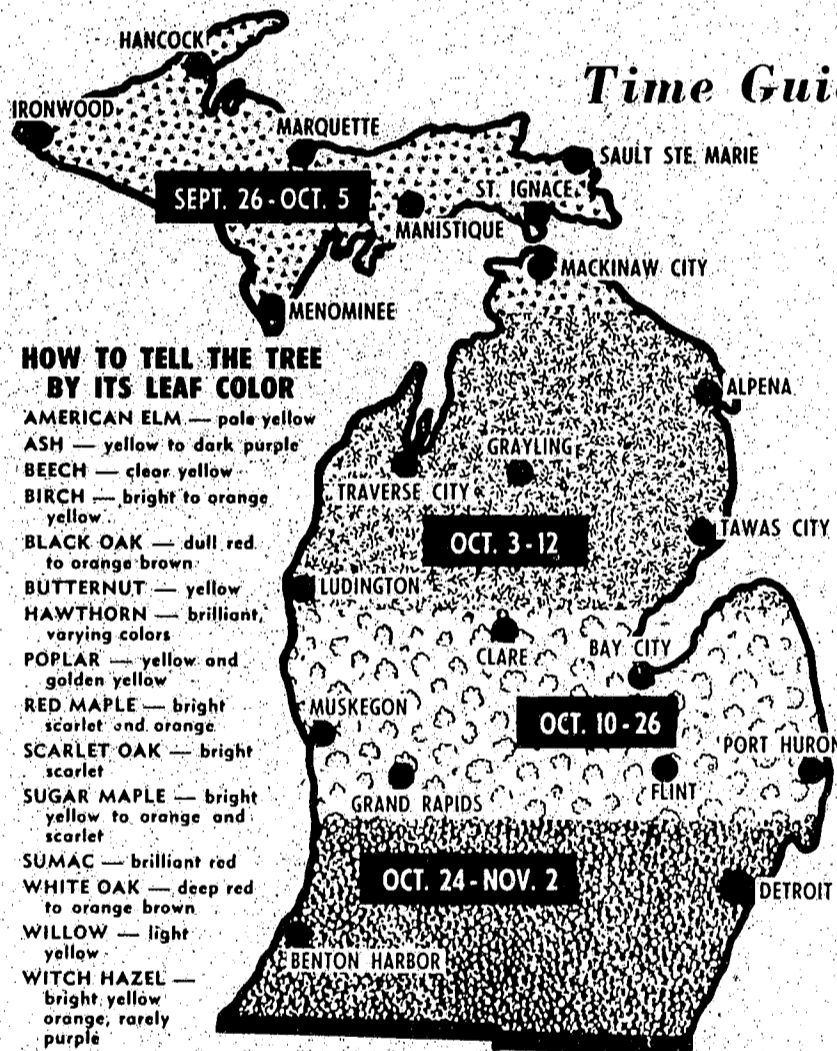 Time Gui
HANCOCK
IRONWOOD
MARQUETTE
SAULT STE. MARIE
SEPT. 26 - OCT. 5
ST. IGNACE
MANISTIQUE
MACKINAW CITY
MENOMINEE
HOW TO TELL THE TREE
BY ITS LEAF COLOR
AMERICAN ELM — pale yellow
ASH — yellow to dark purple
BEECH — clear yellow
BIRCH — bright to orange
yellow
BLACK OAK — dull red
to orange brown
BUTTERNUT — yellow
HAWTHORN — brilliant,
varying colors
POPLAR — yellow and
golden yellow
RED MAPLE — bright
scarlet and orange
SCARLET OAK — bright
scarlet
SUGAR MAPLE — bright
yellow to orange and
scarlet
SUMAC — brilliant red
WHITE OAK — deep red
to orange brown
WILLOW — light
yellow
WITCH HAZEL —
bright yellow
orange, rarely
purple
ALPENA
GRAYLING
TRAVERSE CITY
OCT. 3 - 12
TAWAS CITY
LUDINGTON
CLARE
BAY CITY
MUSKEGON
OCT. 10 - 26
PORT HURON
GRAND RAPIDS
FLINT
OCT. 24 - NOV. 2
DETROIT
BENTON HARBOR